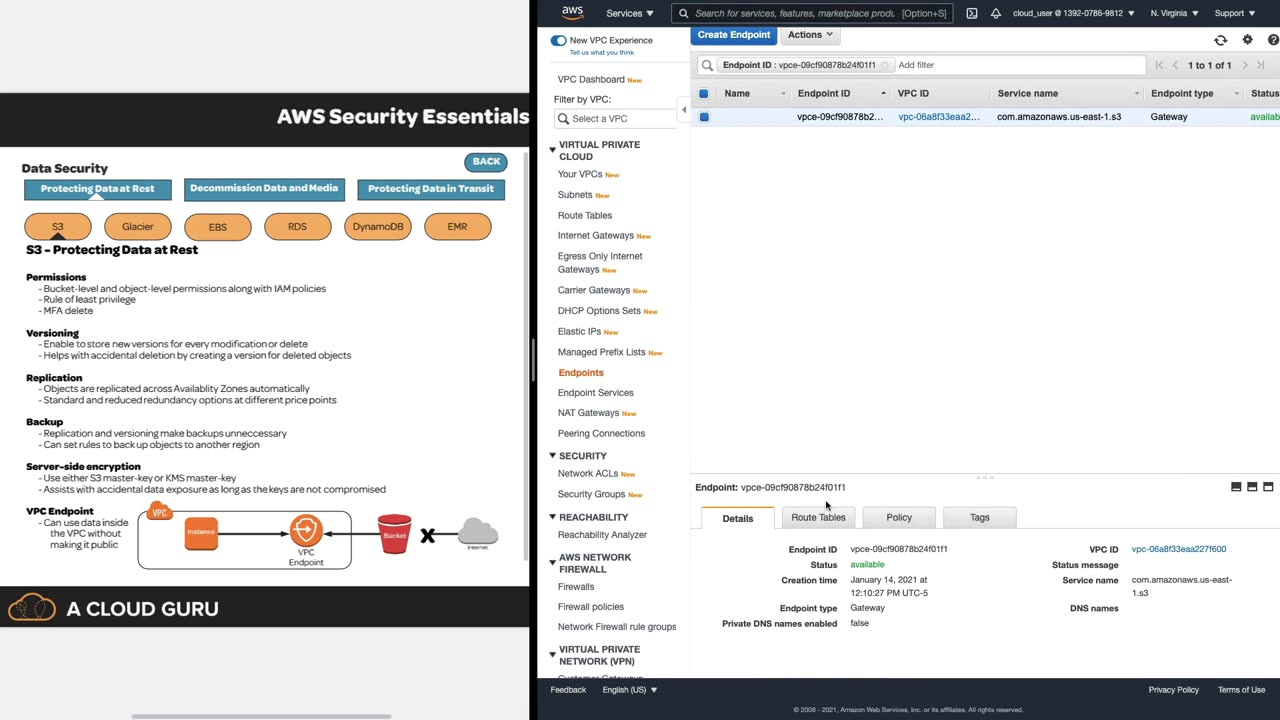 AWS Security Essentials
Data Security
BACK
Protecting Data at Rest
Decommission Data and Media
Protecting Data in Transit
S3
Glacier
EBS
RDS
DynamoDB
EMR
S3 - Protecting Data at Rest
Permissions
- Bucket-level and object-level permissions along with IAM policies
- Rule of least privilege
- MFA delete
Versioning
- Enable to store new versions for every modification or delete
- Helps with accidental deletion by creating a version for deleted objects
Replication
- Objects are replicated across Availablity Zones automatically
- Standard and reduced redundancy options at different price points
Backup
- Replication and versioning make backups unneccessary
- Can set rules to back up objects to another region
Server-side encryption
- Use either S3 master-key or KMS master-key
- Assists with accidental data exposure as long as the keys are not compromised
VPC Endpoint
- Can use data inside
the VPC without
making it public
VPC
Instance
VPC
Endpoint
Bucket
Internet
A CLOUD GURU
aws
Services
Search for services, features, marketplace produ. [Option+S]
cloud_user @ 1392-0786-9812
N. Virginia
Support
New VPC Experience
Tell us what you think
VPC Dashboard New
Filter by VPC:
Select a VPC
VIRTUAL PRIVATE
CLOUD
Your VPCs New
Subnets New
Route Tables
Internet Gateways New
Egress Only Internet
Gateways New
Carrier Gateways New
DHCP Options Sets New
Elastic IPs New
Managed Prefix Lists New
Endpoints
Endpoint Services
NAT Gateways New
Peering Connections
SECURITY
Network ACLs New
Security Groups New
REACHABILITY
Reachability Analyzer
AWS NETWORK
FIREWALL
Firewalls
Firewall policies
Network Firewall rule groups
VIRTUAL PRIVATE
NETWORK (VPN)
Create Endpoint
Actions
Endpoint ID : vpce-09cf90878b24f01f1
Add filter
1 to 1 of 1
Name
Endpoint ID
VPC ID
Service name
Endpoint type
Status
vpce-09cf90878b2...
vpc-06a8f33eaa2...
com.amazonaws.us-east-1.s3
Gateway
availab
Endpoint: vpce-09cf90878b24f01f1
Details
Route Tables
Policy
Tags
Endpoint ID vpce-09cf90878b24f01f1
VPC ID vpc-06a8f33eaa227f600
Status available
Status message
Creation time January 14, 2021 at
12:10:27 PM UTC-5
Service name com.amazonaws.us-east-
1.s3
Endpoint type Gateway
DNS names
Private DNS names enabled false
Feedback
English (US)
Privacy Policy
Terms of Use
© 2008 - 2021, Amazon Web Services, Inc. or its affiliates. All rights reserved.